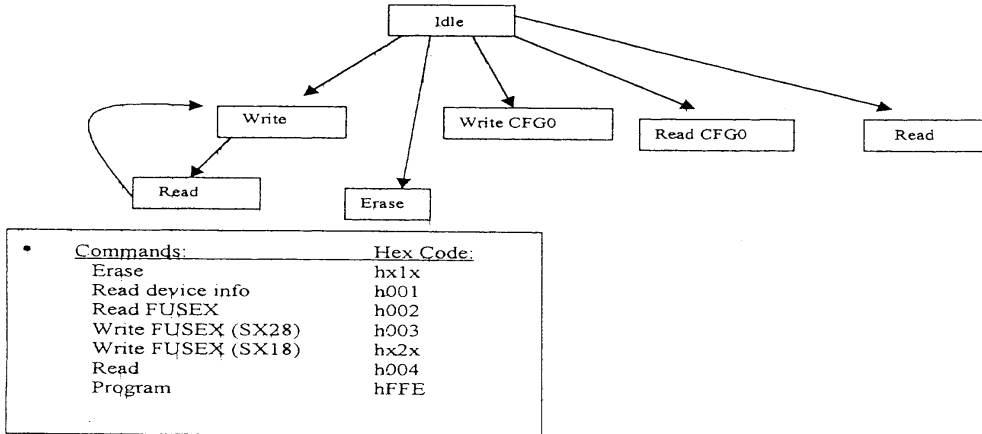 Idle
Write
Write CFG0
Read CFG0
Read
Read
Erase
• Commands: Hex Code:
Erase hx1x
Read device info h001
Read FUSEX h002
Write FUSEX (SX28) h003
Write FUSEX (SX18) hx2x
Read h004
Program hFFE